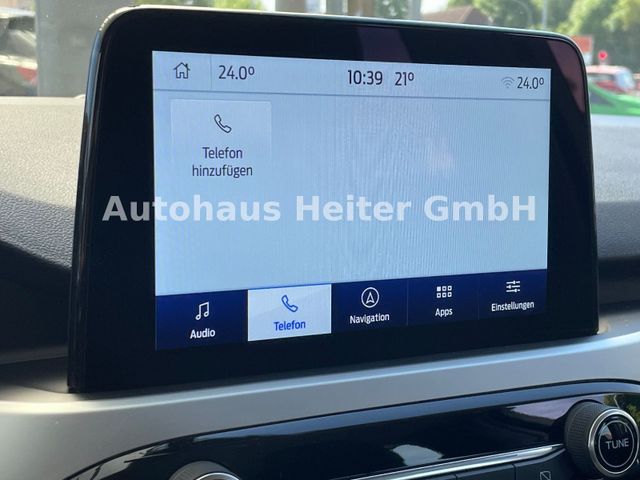 24.0° 10:39 21° 24.0°
Telefon
hinzufügen
Autohaus Heiter GmbH
Audio Telefon Navigation Apps Einstellungen
TUNE